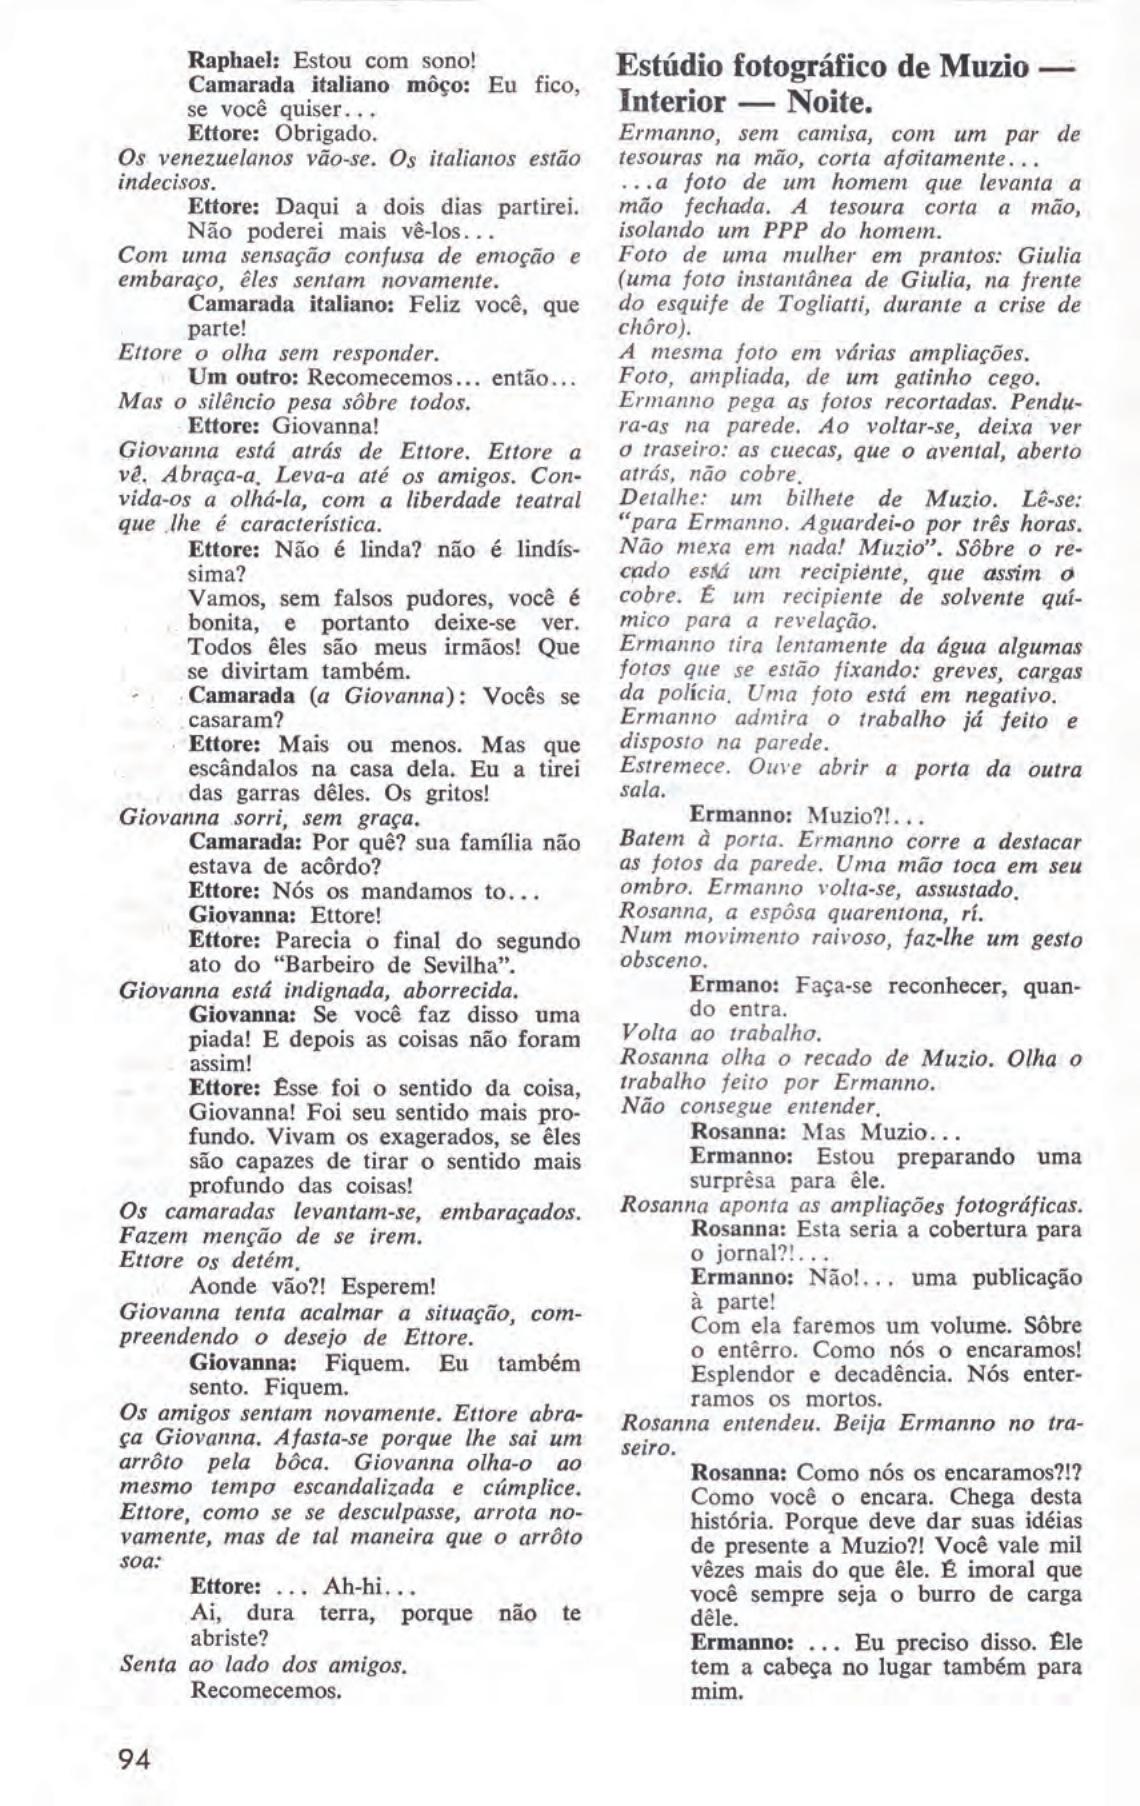 Raphael: Estou com sono!
Camarada italiano môço: Eu fico,
se você quiser...
Ettore: Obrigado.
Os venezuelanos vão-se. Os italianos estão
indecisos.
Ettore: Daqui a dois dias partirei.
Não poderei mais vê-los...
Com uma sensação confusa de emoção e
embaraço, êles sentam novamente.
Camarada italiano: Feliz você, que
parte!
Ettore o olha sem responder.
Um outro: Recomecemos... então...
Mas o silêncio pesa sôbre todos.
Ettore: Giovanna!
Giovanna está atrás de Ettore. Ettore a
vê. Abraça-a. Leva-a até os amigos. Con-
vida-os a olhá-la, com a liberdade teatral
que lhe é característica.
Ettore: Não é linda? não é lindís-
sima?
Vamos, sem falsos pudores, você é
bonita, e portanto deixe-se ver.
Todos êles são meus irmãos! Que
se divirtam também.
Camarada (a Giovanna): Vocês se
casaram?
Ettore: Mais ou menos. Mas que
escândalos na casa dela. Eu a tirei
das garras dêles. Os gritos!
Giovanna sorri, sem graça.
Camarada: Por quê? sua família não
estava de acôrdo?
Ettore: Nós os mandamos to...
Giovanna: Ettore!
Ettore: Parecia o final do segundo
ato do “Barbeiro de Sevilha”.
Giovanna está indignada, aborrecida.
Giovanna: Se você faz disso uma
piada! E depois as coisas não foram
assim!
Ettore: Êsse foi o sentido da coisa,
Giovanna! Foi seu sentido mais pro-
fundo. Vivam os exagerados, se êles
são capazes de tirar o sentido mais
profundo das coisas!
Os camaradas levantam-se, embaraçados.
Fazem menção de se irem.
Ettore os detém.
Aonde vão?! Esperem!
Giovanna tenta acalmar a situação, com-
preendendo o desejo de Ettore.
Giovanna: Fiquem. Eu também
sento. Fiquem.
Os amigos sentam novamente. Ettore abra-
ça Giovanna. Afasta-se porque lhe sai um
arrôto pela bôca. Giovanna olha-o ao
mesmo tempo escandalizada e cúmplice.
Ettore, como se se desculpasse, arrota no-
vamente, mas de tal maneira que o arrôto
soa:
Ettore: ... Ah-hi...
Ai, dura terra, porque não te
abriste?
Senta ao lado dos amigos.
Recomecemos.
94
Estúdio fotográfico de Muzio —
Interior — Noite.
Ermanno, sem camisa, com um par de
tesouras na mão, corta afoitamente...
...a foto de um homem que levanta a
mão fechada. A tesoura corta a mão,
isolando um PPP do homem.
Foto de uma mulher em prantos: Giulia
(uma foto instantânea de Giulia, na frente
do esquife de Togliatti, durante a crise de
chôro).
A mesma foto em várias ampliações.
Foto, ampliada, de um gatinho cego.
Ermanno pega as fotos recortadas. Pendu-
ra-as na parede. Ao voltar-se, deixa ver
o traseiro: as cuecas, que o avental, aberto
atrás, não cobre.
Detalhe: um bilhete de Muzio. Lê-se:
“para Ermanno. Aguardei-o por três horas.
Não mexa em nada! Muzio”. Sôbre o re-
cado está um recipiente, que assim o
cobre. É um recipiente de solvente quí-
mico para a revelação.
Ermanno tira lentamente da água algumas
fotos que se estão fixando: greves, cargas
da polícia. Uma foto está em negativo.
Ermanno admira o trabalho já feito e
disposto na parede.
Estremece. Ouve abrir a porta da outra
sala.
Ermanno: Muzio?!...
Batem à porta. Ermanno corre a destacar
as fotos da parede. Uma mão toca em seu
ombro. Ermanno volta-se, assustado.
Rosanna, a espôsa quarentona, rí.
Num movimento raivoso, faz-lhe um gesto
obsceno.
Ermano: Faça-se reconhecer, quan-
do entra.
Volta ao trabalho.
Rosanna olha o recado de Muzio. Olha o
trabalho feito por Ermanno.
Não consegue entender.
Rosanna: Mas Muzio...
Ermanno: Estou preparando uma
surprêsa para êle.
Rosanna aponta as ampliações fotográficas.
Rosanna: Esta seria a cobertura para
o jornal?!...
Ermanno: Não!... uma publicação
à parte!
Com ela faremos um volume. Sôbre
o entêrro. Como nós o encaramos!
Esplendor e decadência. Nós enter-
ramos os mortos.
Rosanna entendeu. Beija Ermanno no tra-
seiro.
Rosanna: Como nós os encaramos?!?
Como você o encara. Chega desta
história. Porque deve dar suas idéias
de presente a Muzio?! Você vale mil
vêzes mais do que êle. É imoral que
você sempre seja o burro de carga
dêle.
Ermanno: ... Eu preciso disso. Êle
tem a cabeça no lugar também para
mim.